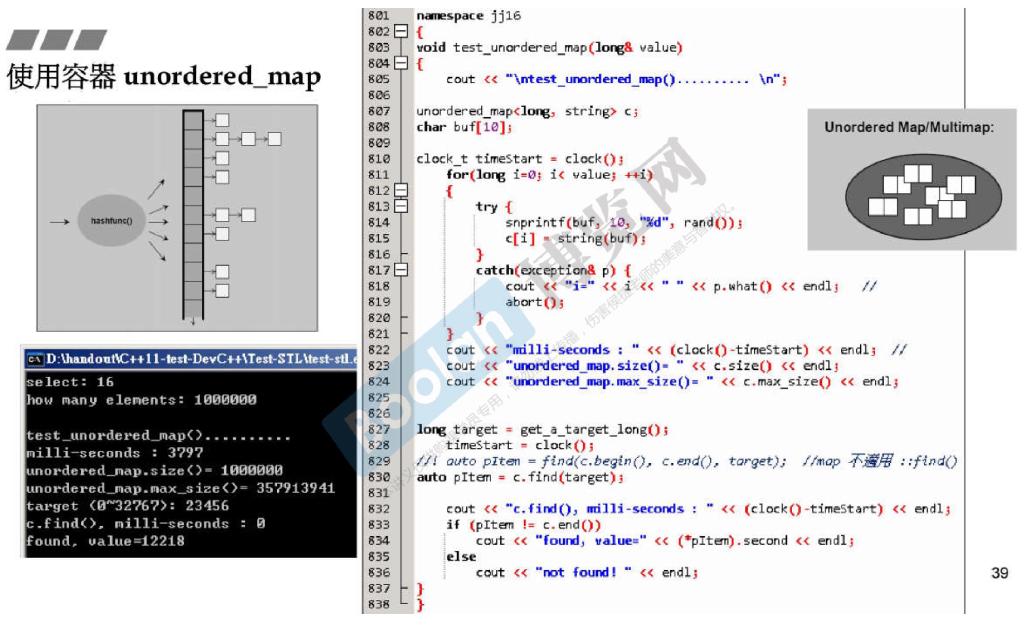 使用容器 unordered_map
hashfunc()
D:\handout\C++11-test-DevC++\Test-STL\test-stl.e
select: 16
how many elements: 1000000
test_unordered_map()..........
milli-seconds : 3797
unordered_map.size()= 1000000
unordered_map.max_size()= 357913941
target (0~32767): 23456
c.find(), milli-seconds : 0
found, value=12218
801 namespace jj16
802 {
803 void test_unordered_map(long& value)
804 {
805 cout << "\ntest_unordered_map().......... \n";
806
807 unordered_map<long, string> c;
808 char buf[10];
809
810 clock_t timeStart = clock();
811 for(long i=0; i< value; ++i)
812 {
813 try {
814 snprintf(buf, 10, "%d", rand());
815 c[i] = string(buf);
816 }
817 catch(exception& p) {
818 cout << "i=" << i << " " << p.what() << endl; //
819 abort();
820 }
821 }
822 cout << "milli-seconds : " << (clock()-timeStart) << endl; //
823 cout << "unordered_map.size()= " << c.size() << endl;
824 cout << "unordered_map.max_size()= " << c.max_size() << endl;
825
826
827 long target = get_a_target_long();
828 timeStart = clock();
829 //! auto pItem = find(c.begin(), c.end(), target); //map 不適用 ::find()
830 auto pItem = c.find(target);
831
832 cout << "c.find(), milli-seconds : " << (clock()-timeStart) << endl;
833 if (pItem != c.end())
834 cout << "found, value=" << (*pItem).second << endl;
835 else
836 cout << "not found! " << endl;
837 }
838 }
Unordered Map/Multimap:
Boolan 博览网
39